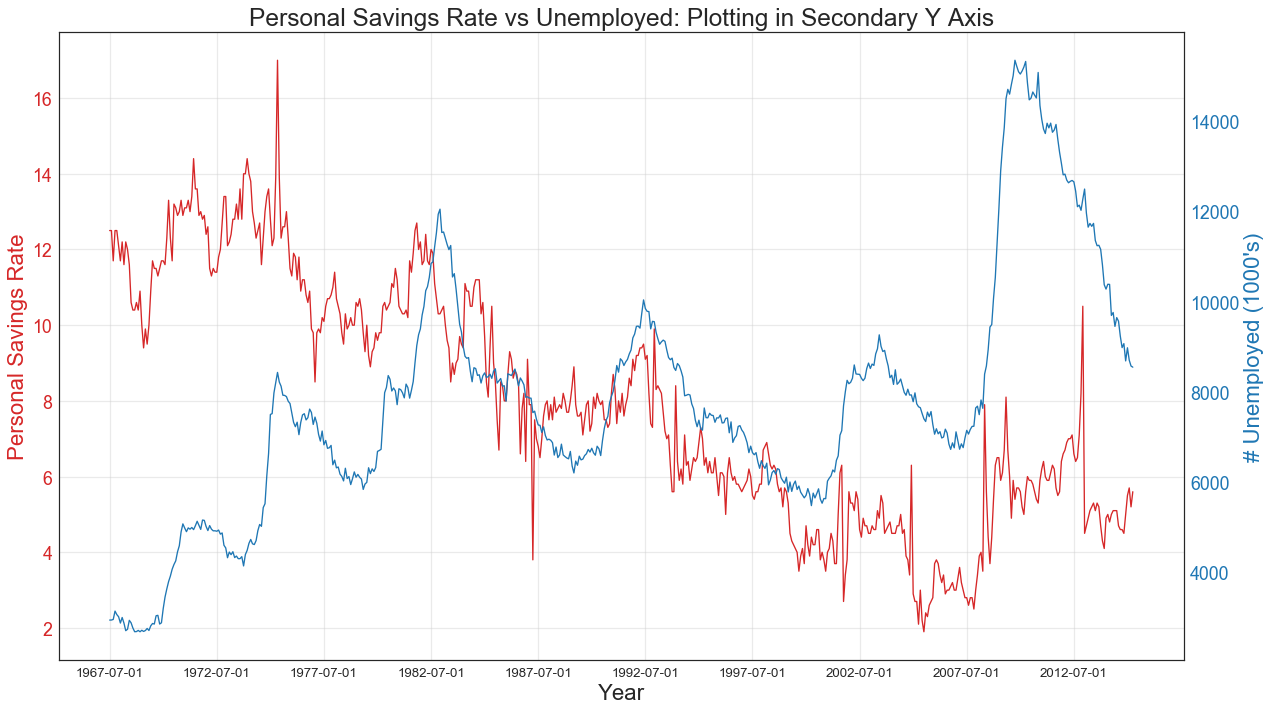 Personal Savings Rate vs Unemployed: Plotting in Secondary Y Axis
Personal Savings Rate
16
14
12
10
8
6
4
2
14000
12000
10000
8000
6000
4000
# Unemployed (1000's)
1967-07-01 1972-07-01 1977-07-01 1982-07-01 1987-07-01 1992-07-01 1997-07-01 2002-07-01 2007-07-01 2012-07-01
Year